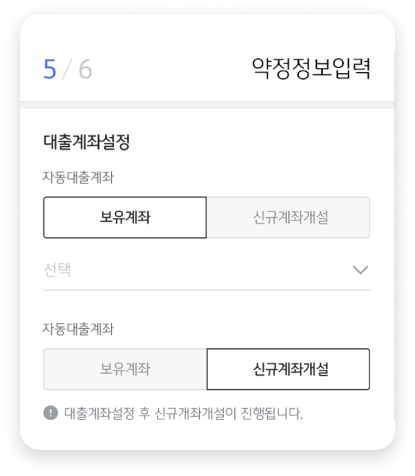 5 / 6 약정정보입력
대출계좌설정
자동대출계좌
보유계좌 신규계좌개설
선택
자동대출계좌
보유계좌 신규계좌개설
! 대출계좌설정 후 신규개좌개설이 진행됩니다.